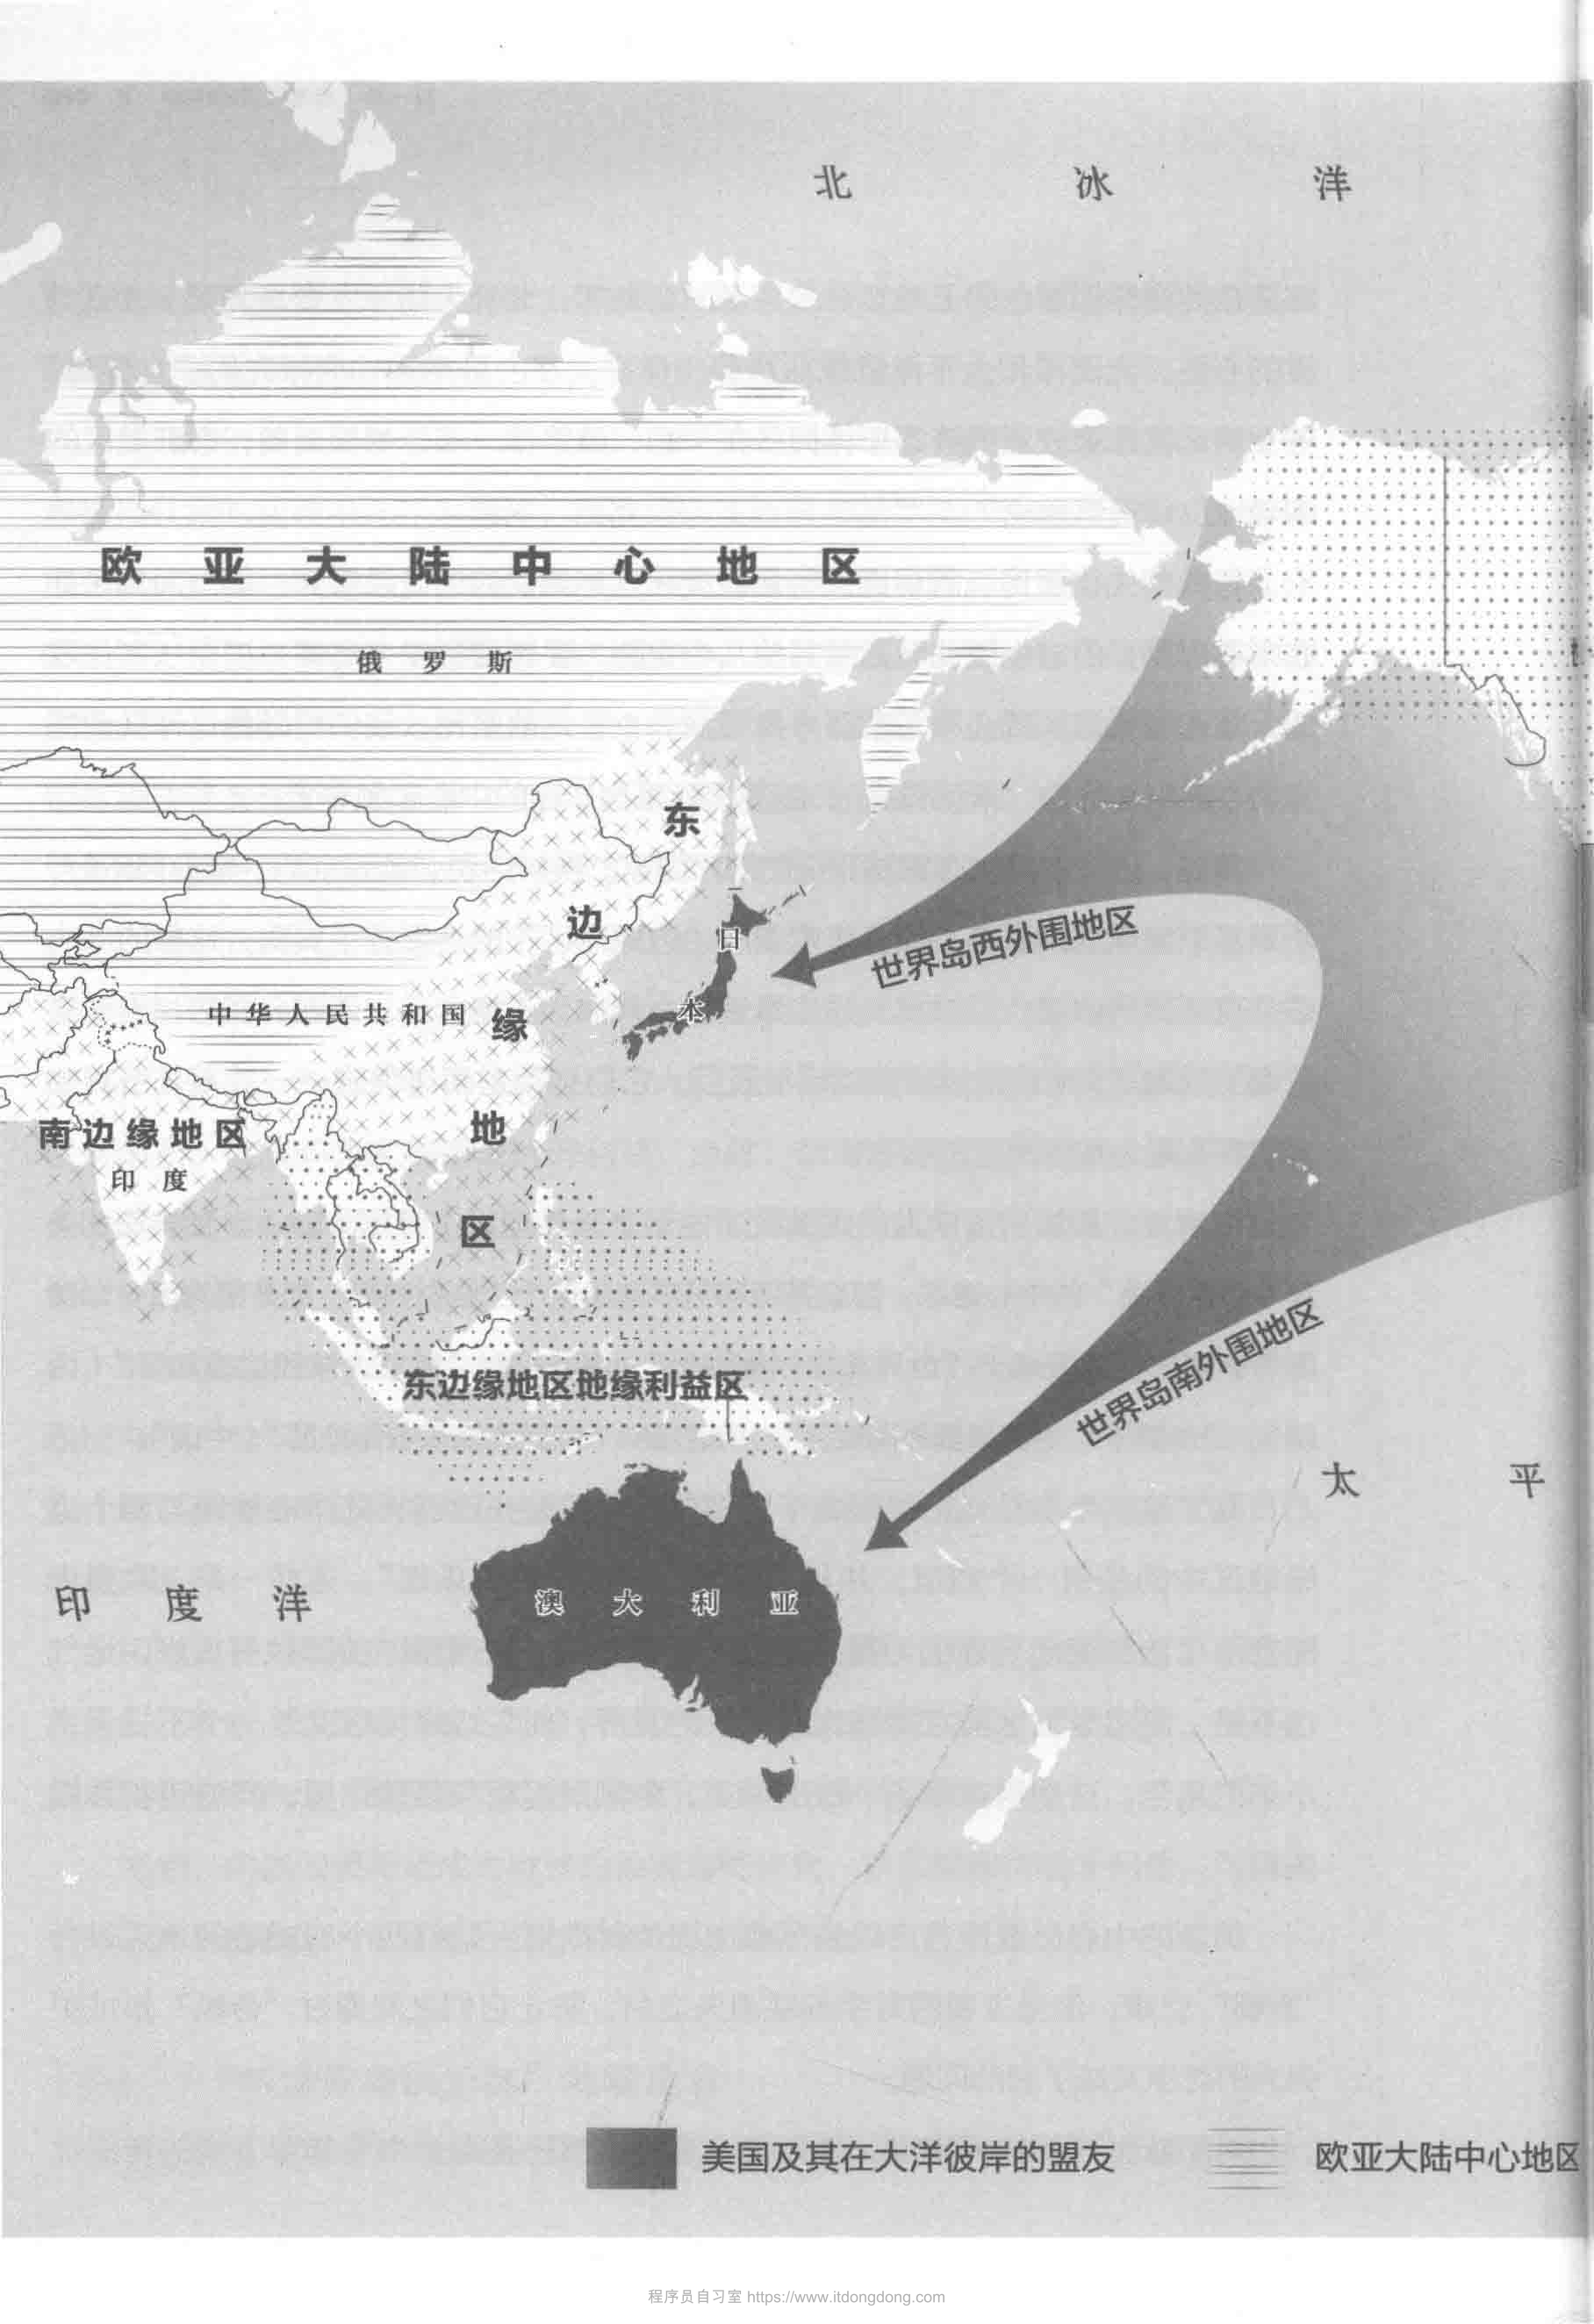 北冰洋
欧亚大陆中心地区
俄罗斯
东边缘地区
日本
世界岛西外围地区
中华人民共和国
南边缘地区
印度
东边缘地区地缘利益区
世界岛南外围地区
太平
印度洋
澳大利亚
美国及其在大洋彼岸的盟友
欧亚大陆中心地区
程序员自习室 https://www.itdongdong.com